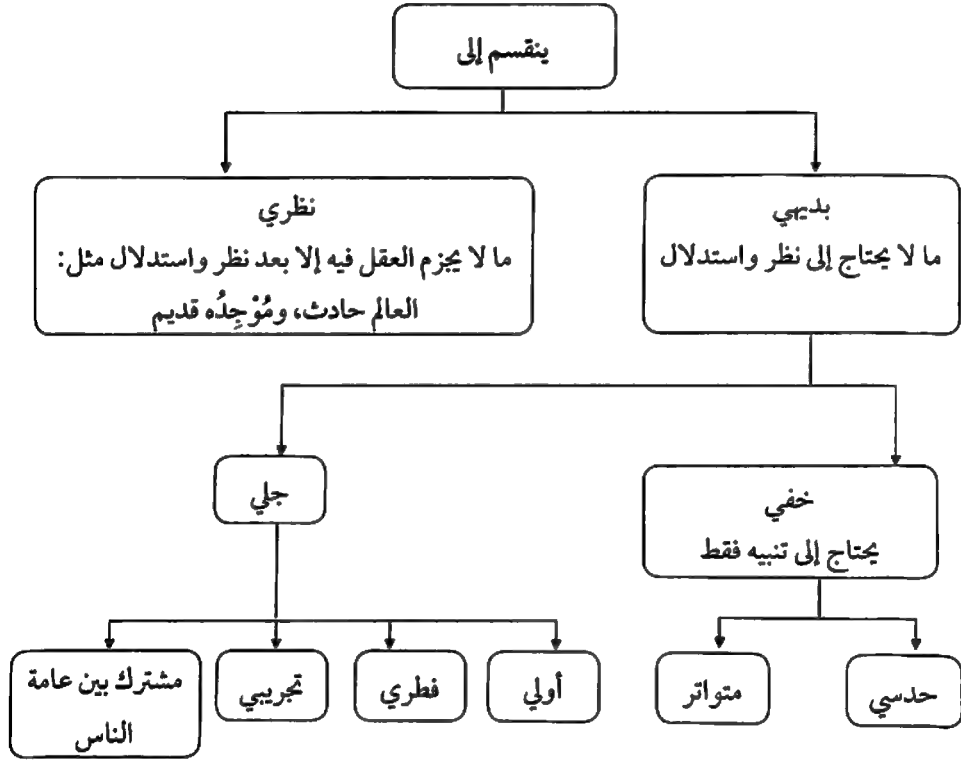 ينقسم إلى
بديهي
ما لا يحتاج إلى نظر واستدلال
نظري
ما لا يجزم العقل فيه إلا بعد نظر واستدلال مثل:
العالم حادث، ومُوْجِدُه قديم
خفي
يحتاج إلى تنبيه فقط
جلي
حدسي
متواتر
أولي
فطري
تجريبي
مشترك بين عامة
الناس